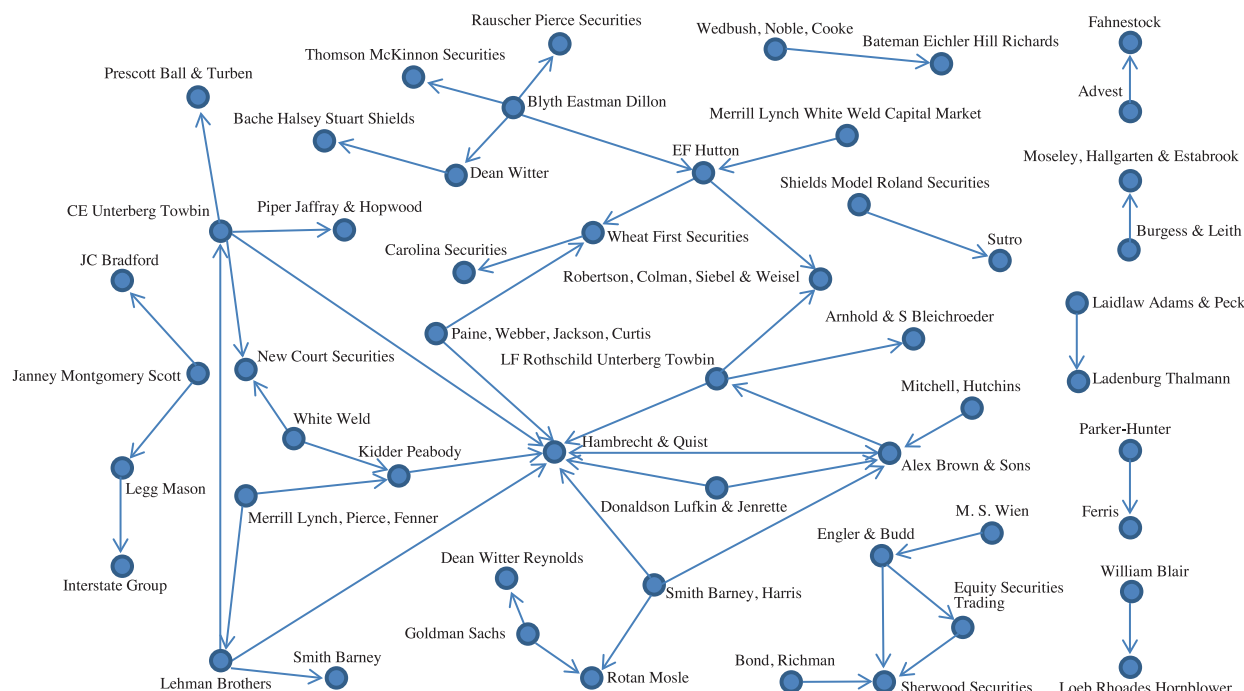 Rauscher Pierce Securities
Wedbush, Noble, Cooke
Fahnestock
Bateman Eichler Hill Richards
Thomson McKinnon Securities
Prescott Ball & Turben
Advest
Blyth Eastman Dillon
Merrill Lynch White Weld Capital Market
Bache Halsey Stuart Shields
EF Hutton
Moseley, Hallgarten & Estabrook
Dean Witter
Shields Model Roland Securities
CE Unterberg Towbin
Piper Jaffray & Hopwood
Wheat First Securities
Burgess & Leith
Carolina Securities
Sutro
JC Bradford
Robertson, Colman, Siebel & Weisel
Laidlaw Adams & Peck
Arnhold & S Bleichroeder
Paine, Webber, Jackson, Curtis
New Court Securities
LF Rothschild Unterberg Towbin
Janney Montgomery Scott
Ladenburg Thalmann
Mitchell, Hutchins
White Weld
Parker-Hunter
Hambrecht & Quist
Kidder Peabody
Alex Brown & Sons
Legg Mason
Donaldson Lufkin & Jenrette
Merrill Lynch, Pierce, Fenner
M. S. Wien
Ferris
Engler & Budd
Dean Witter Reynolds
William Blair
Interstate Group
Smith Barney, Harris
Equity Securities
Trading
Goldman Sachs
Smith Barney
Bond, Richman
Lehman Brothers
Rotan Mosle
Sherwood Securities
Loeb Rhoades Hornblower